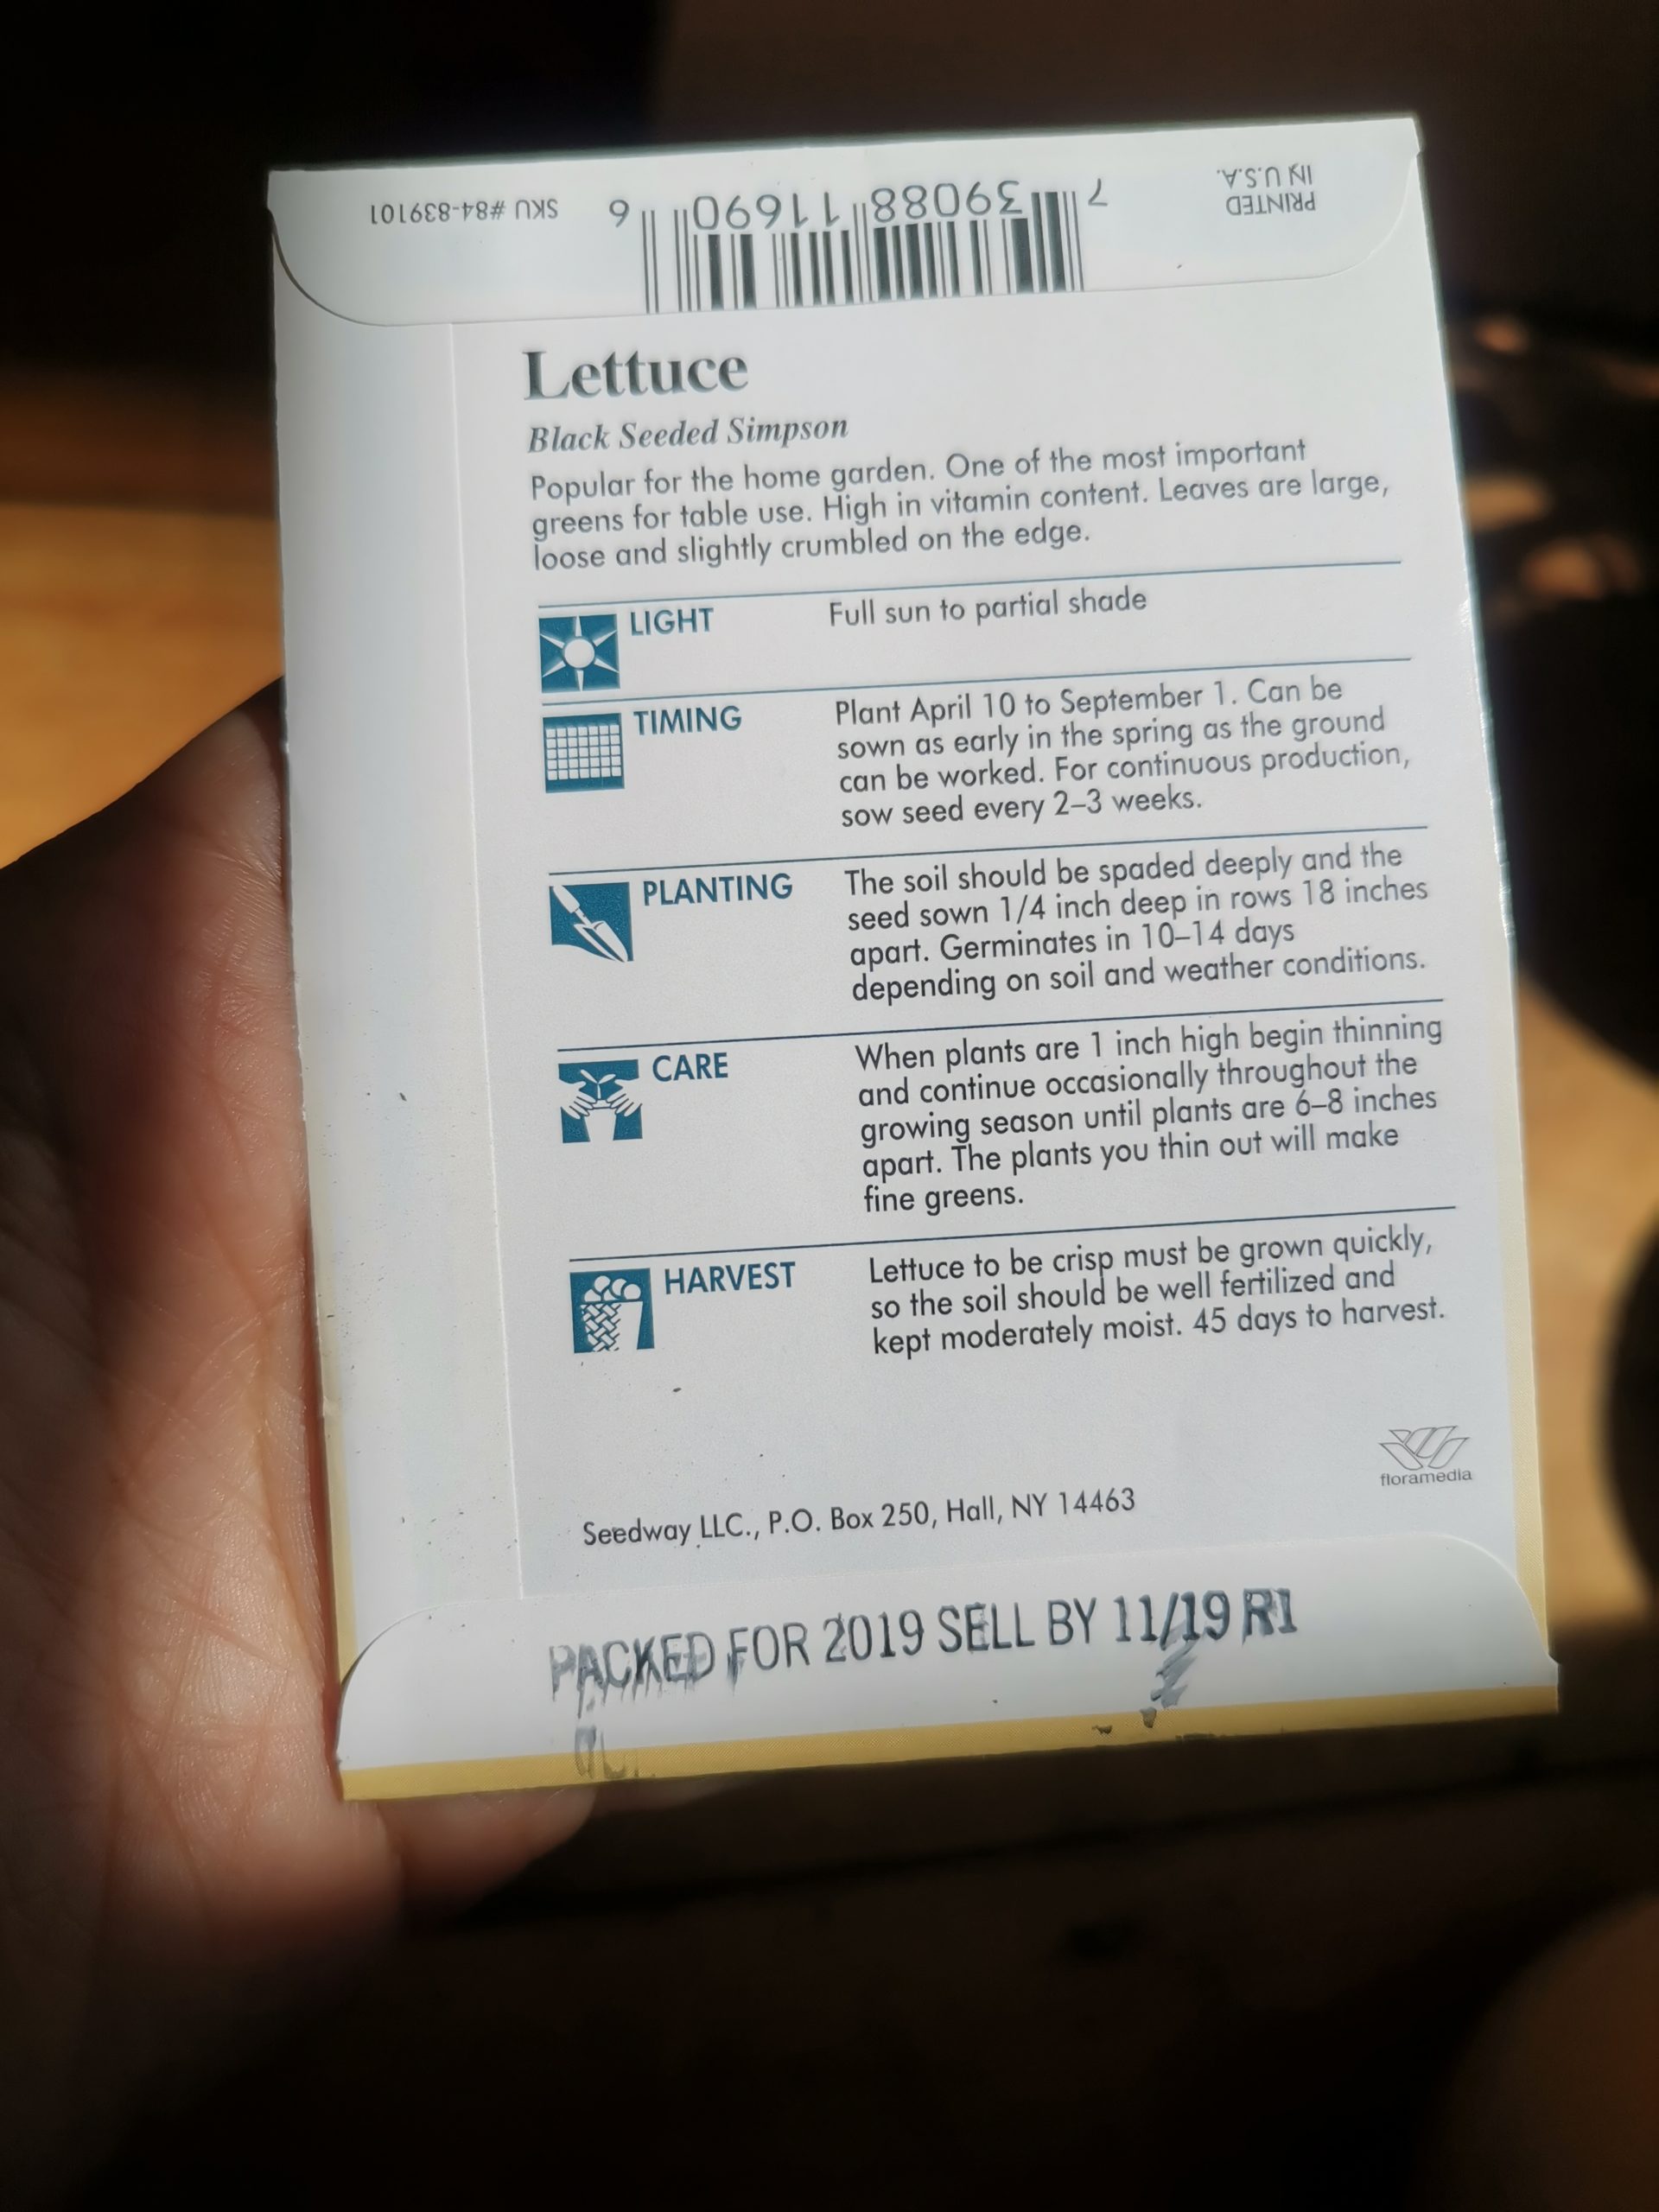 PRINTED
IN U.S.A.
7 39088 11690 6
SKU #84-839101
Lettuce
Black Seeded Simpson
Popular for the home garden. One of the most important
greens for table use. High in vitamin content. Leaves are large,
loose and slightly crumbled on the edge.
LIGHT
Full sun to partial shade
TIMING
Plant April 10 to September 1. Can be
sown as early in the spring as the ground
can be worked. For continuous production,
sow seed every 2–3 weeks.
PLANTING
The soil should be spaded deeply and the
seed sown 1/4 inch deep in rows 18 inches
apart. Germinates in 10–14 days
depending on soil and weather conditions.
CARE
When plants are 1 inch high begin thinning
and continue occasionally throughout the
growing season until plants are 6–8 inches
apart. The plants you thin out will make
fine greens.
HARVEST
Lettuce to be crisp must be grown quickly,
so the soil should be well fertilized and
kept moderately moist. 45 days to harvest.
floramedia
Seedway LLC., P.O. Box 250, Hall, NY 14463
PACKED FOR 2019 SELL BY 11/19 R1